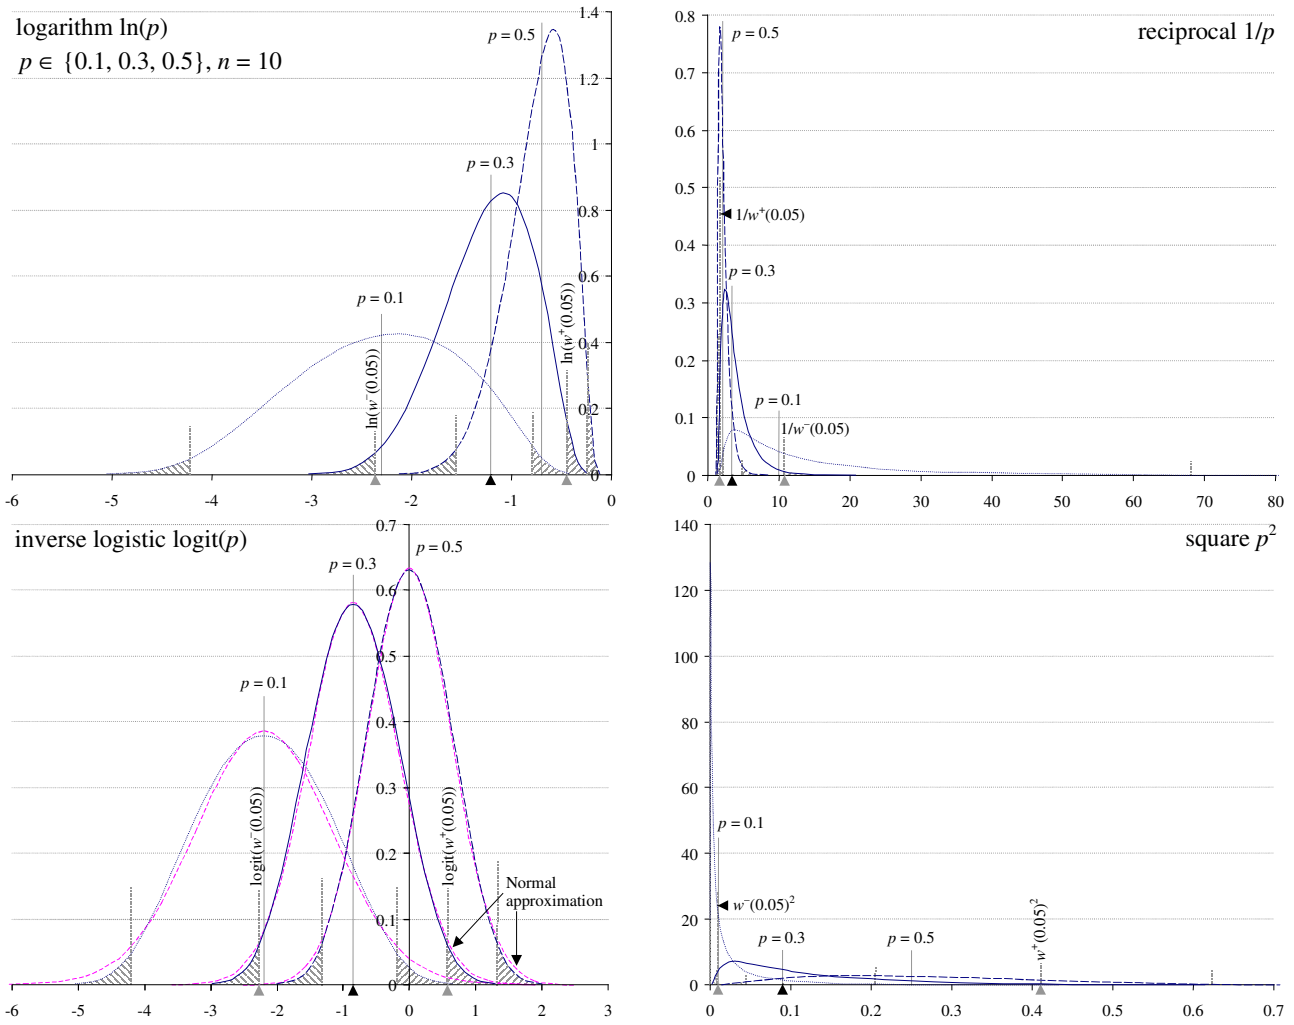 logarithm ln(p)
p ∈ {0.1, 0.3, 0.5}, n = 10
1.4
1.2
1
0.8
0.6
0.4
0.2
0
p = 0.5
p = 0.3
p = 0.1
ln(w⁻(0.05))
ln(w⁺(0.05))
-6 -5 -4 -3 -2 -1 0
reciprocal 1/p
0.8
0.7
0.6
0.5
0.4
0.3
0.2
0.1
0
p = 0.5
1/w⁺(0.05)
p = 0.3
p = 0.1
1/w⁻(0.05)
0 10 20 30 40 50 60 70 80
inverse logistic logit(p)
0.7
0.6
0.5
0.4
0.3
0.2
0.1
0
p = 0.5
p = 0.3
p = 0.1
logit(w⁻(0.05))
logit(w⁺(0.05))
Normal
approximation
-6 -5 -4 -3 -2 -1 0 1 2 3
square p²
140
120
100
80
60
40
20
0
p = 0.1
w⁻(0.05)²
p = 0.3
p = 0.5
w⁺(0.05)²
0 0.1 0.2 0.3 0.4 0.5 0.6 0.7